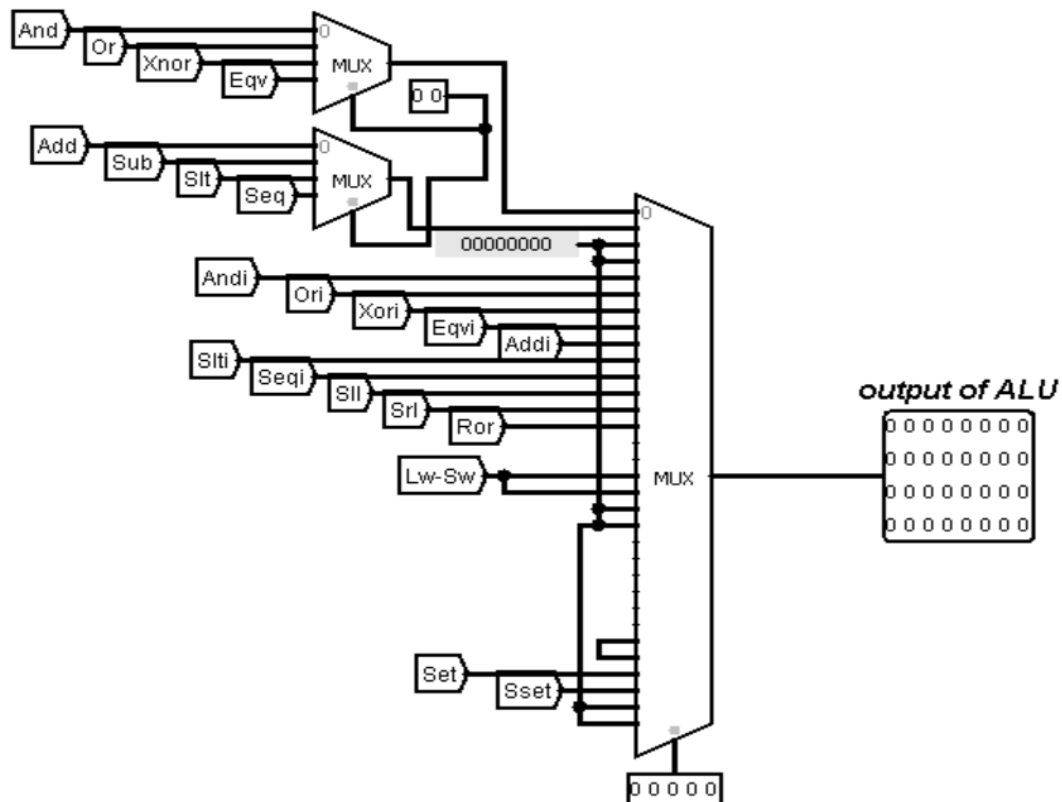 And
0
Or
Xnor
MUX
Eqv
0 0
Add
0
Sub
Slt
MUX
Seq
0
00000000
Andi
Ori
Xori
Eqvi
Addi
Slti
Seqi
Sll
Srl
Ror
output of ALU
0 0 0 0 0 0 0 0
0 0 0 0 0 0 0 0
0 0 0 0 0 0 0 0
0 0 0 0 0 0 0 0
Lw-Sw
MUX
Set
Sset
0 0 0 0 0